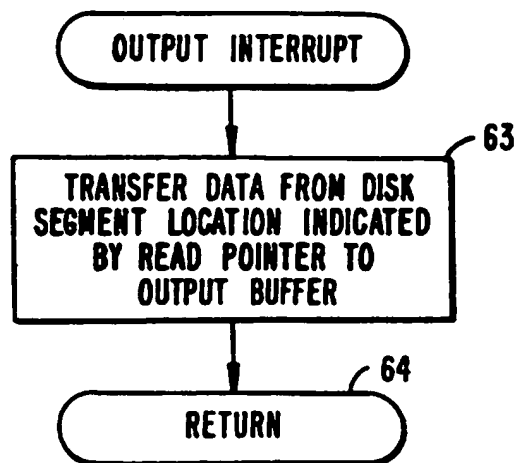 OUTPUT INTERRUPT
63
TRANSFER DATA FROM DISK
SEGMENT LOCATION INDICATED
BY READ POINTER TO
OUTPUT BUFFER
64
RETURN